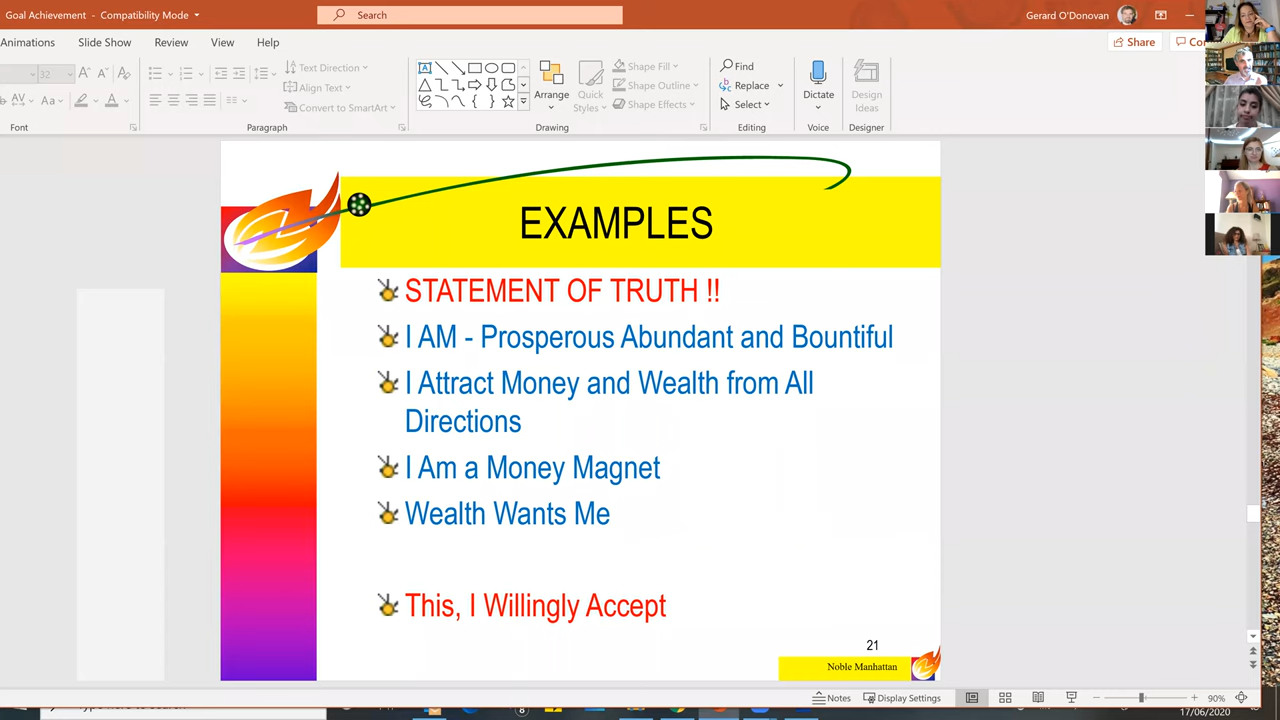 Goal Achievement - Compatibility Mode
Search
Gerard O'Donovan
Animations Slide Show Review View Help
Share
32
Text Direction
Align Text
Convert to SmartArt
Aa
Arrange
Quick Styles
Shape Fill
Shape Outline
Shape Effects
Find
Replace
Select
Dictate
Design Ideas
Font Paragraph Drawing Editing Voice Designer
EXAMPLES
STATEMENT OF TRUTH !!
I AM - Prosperous Abundant and Bountiful
I Attract Money and Wealth from All
Directions
I Am a Money Magnet
Wealth Wants Me
This, I Willingly Accept
21
Noble Manhattan
Notes Display Settings 90%
17/06/2020